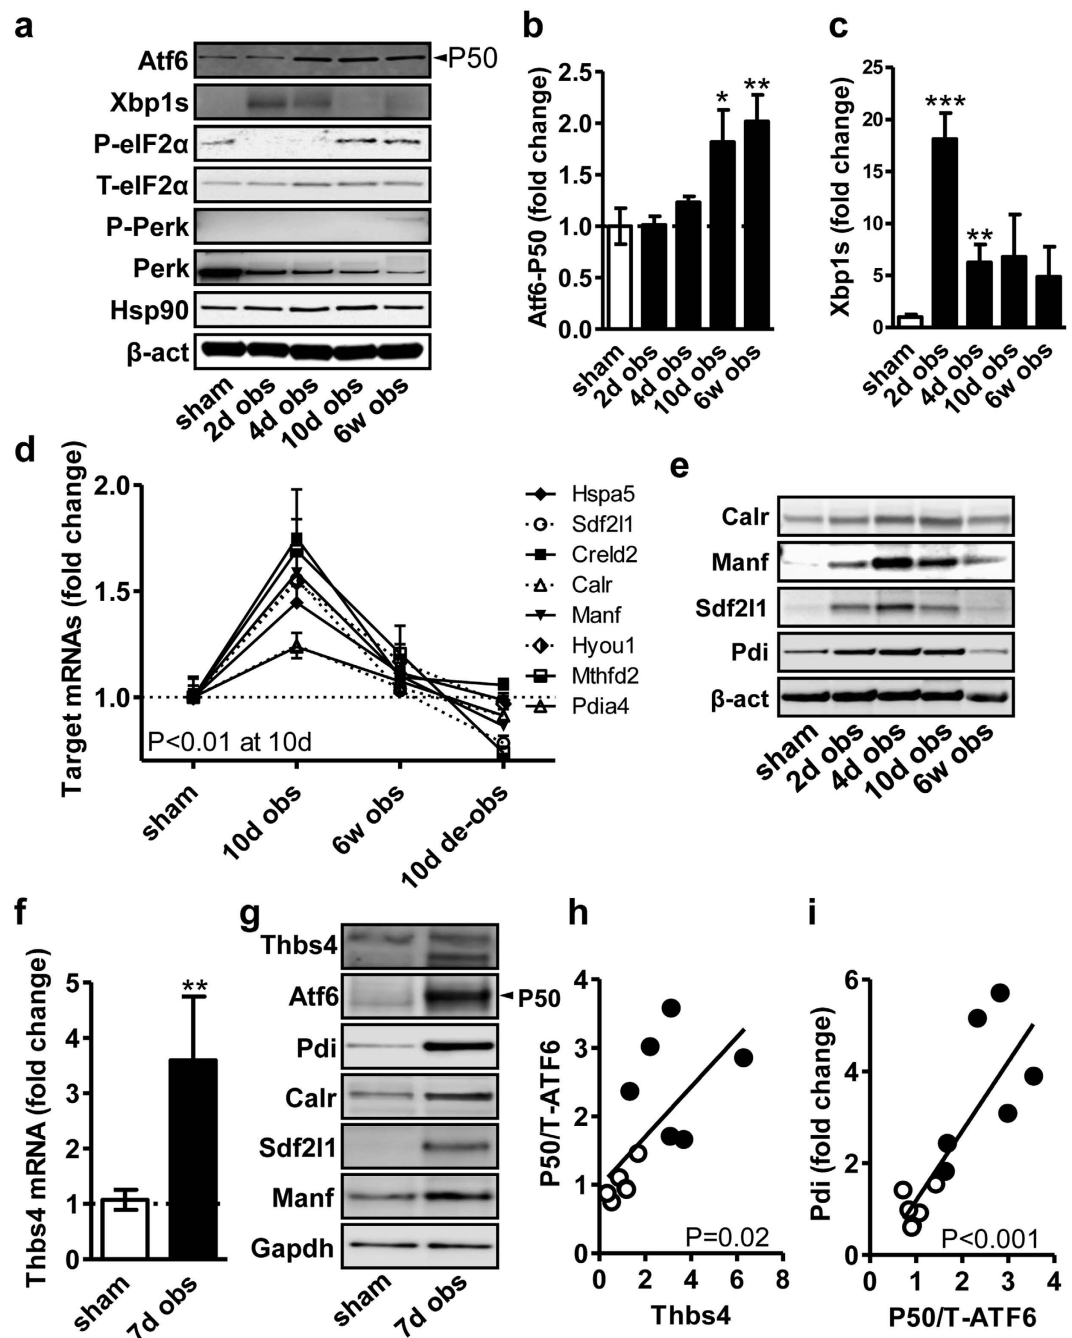 a
Atf6
◄P50
Xbp1s
P-eIF2α
T-eIF2α
P-Perk
Perk
Hsp90
β-act
sham
2d obs
4d obs
10d obs
6w obs
b
Atf6-P50 (fold change)
2.5
2.0
1.5
1.0
0.5
0.0
*
**
sham
2d obs
4d obs
10d obs
6w obs
c
Xbp1s (fold change)
25
20
15
10
5
0
***
**
sham
2d obs
4d obs
10d obs
6w obs
d
Target mRNAs (fold change)
2.0
1.5
1.0
P<0.01 at 10d
sham
10d obs
6w obs
10d de-obs
Hspa5
Sdf2l1
Creld2
Calr
Manf
Hyou1
Mthfd2
Pdia4
e
Calr
Manf
Sdf2l1
Pdi
β-act
sham
2d obs
4d obs
10d obs
6w obs
f
Thbs4 mRNA (fold change)
5
4
3
2
1
0
**
sham
7d obs
g
Thbs4
Atf6
◄P50
Pdi
Calr
Sdf2l1
Manf
Gapdh
sham
7d obs
h
P50/T-ATF6
4
3
2
1
0
P=0.02
0 2 4 6 8
Thbs4
i
Pdi (fold change)
6
4
2
0
P<0.001
0 1 2 3 4
P50/T-ATF6